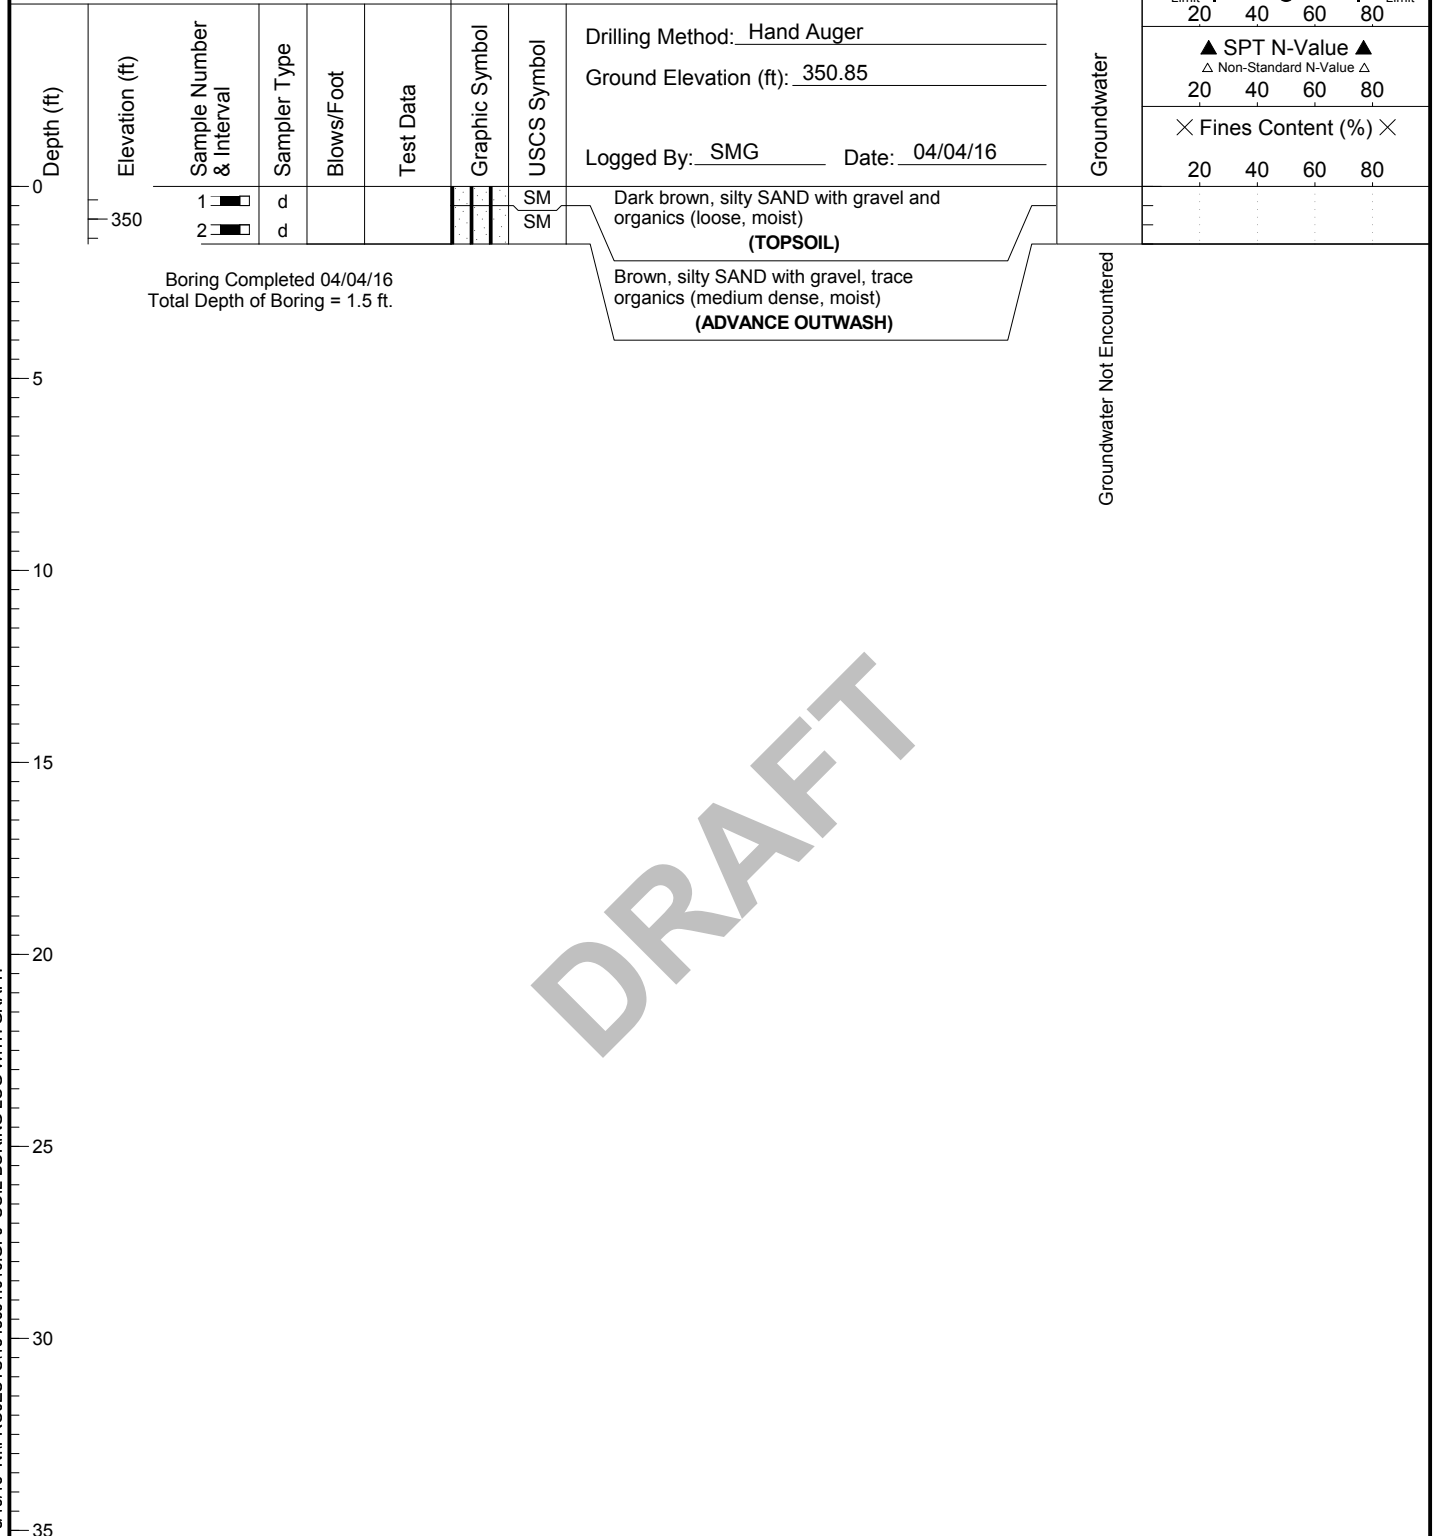 Limit Limit
20 40 60 80
Depth (ft)
Elevation (ft)
Sample Number
& Interval
Sampler Type
Blows/Foot
Test Data
Graphic Symbol
USCS Symbol
Drilling Method: Hand Auger
Ground Elevation (ft): 350.85
Logged By: SMG Date: 04/04/16
Groundwater
▲ SPT N-Value ▲
△ Non-Standard N-Value △
20 40 60 80
× Fines Content (%) ×
20 40 60 80
0
350
1 d
2 d
SM
SM
Dark brown, silty SAND with gravel and
organics (loose, moist)
(TOPSOIL)
Brown, silty SAND with gravel, trace
organics (medium dense, moist)
(ADVANCE OUTWASH)
Boring Completed 04/04/16
Total Depth of Boring = 1.5 ft.
Groundwater Not Encountered
5
10
15
20
25
30
35
DRAFT